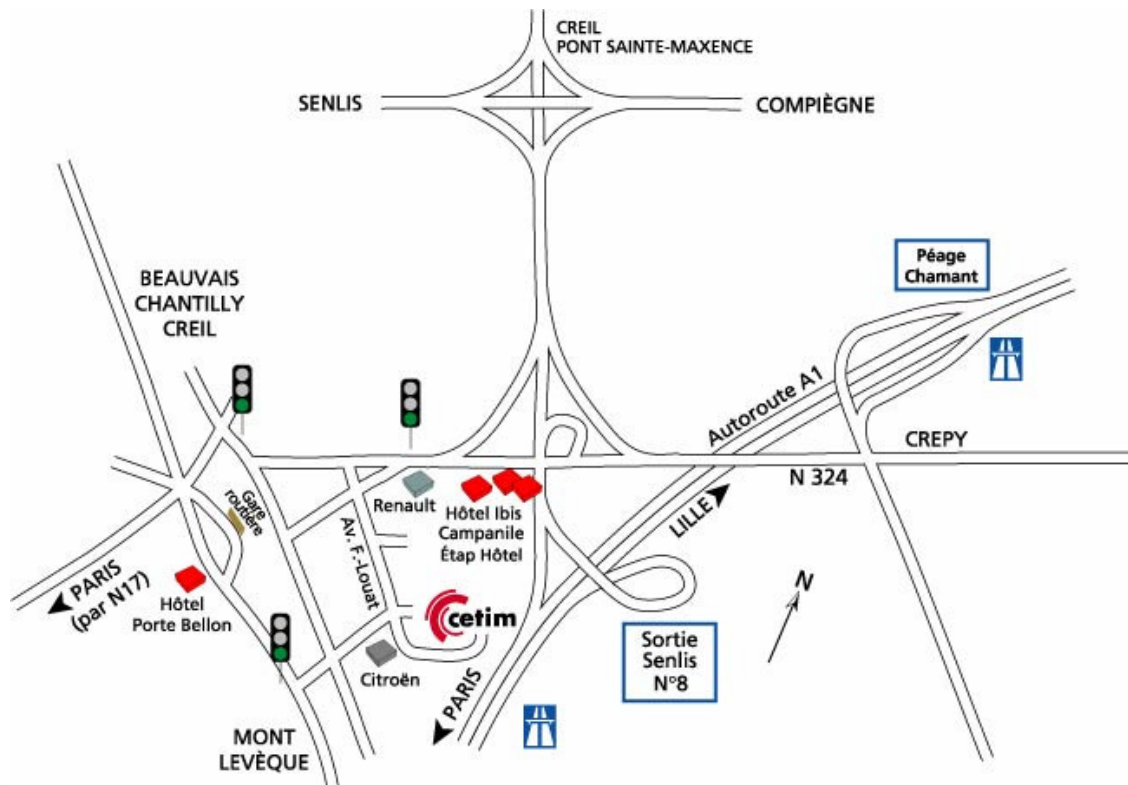 CREIL
PONT SAINTE-MAXENCE
SENLIS
COMPIÈGNE
Péage
Chamant
BEAUVAIS
CHANTILLY
CREIL
Autoroute A1
CREPY
N 324
Gare
routière
Renault
Hôtel Ibis
Campanile
Étap Hôtel
LILLE
Av. F.-Louat
PARIS
(par N17)
Hôtel
Porte Bellon
cetim
N
Sortie
Senlis
N°8
Citroën
PARIS
MONT
LEVÈQUE